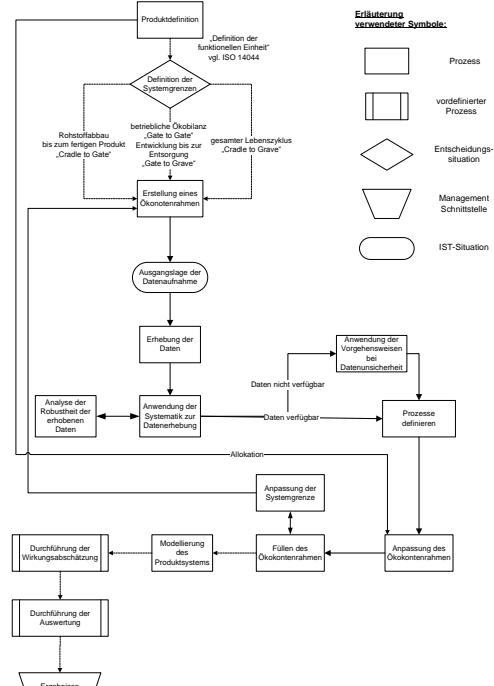 Produktdefinition
„Definition der
funktionellen Einheit“
vgl. ISO 14044
Definition der
Systemgrenzen
Rohstoffabbau
bis zum fertigen Produkt
„Cradle to Gate“
betriebliche Ökobilanz
„Gate to Gate“
Entwicklung bis zur
Entsorgung
„Gate to Grave“
gesamter Lebenszyklus
„Cradle to Grave“
Erstellung eines
Ökonotenrahmen
Ausgangslage der
Datenaufnahme
Erhebung der
Daten
Anwendung der
Vorgehensweisen
bei
Datenunsicherheit
Daten nicht verfügbar
Analyse der
Robustheit der
erhobenen
Daten
Anwendung der
Systematik zur
Datenerhebung
Daten verfügbar
Prozesse
definieren
Allokation
Anpassung der
Systemgrenze
Durchführung der
Wirkungsabschätzung
Modellierung
des
Produktsystems
Füllen des
Ökokontenrahmen
Anpassung des
Ökokontenrahmen
Durchführung der
Auswertung
Ergebnisse
Erläuterung
verwendeter Symbole:
Prozess
vordefinierter
Prozess
Entscheidungs-
situation
Management
Schnittstelle
IST-Situation